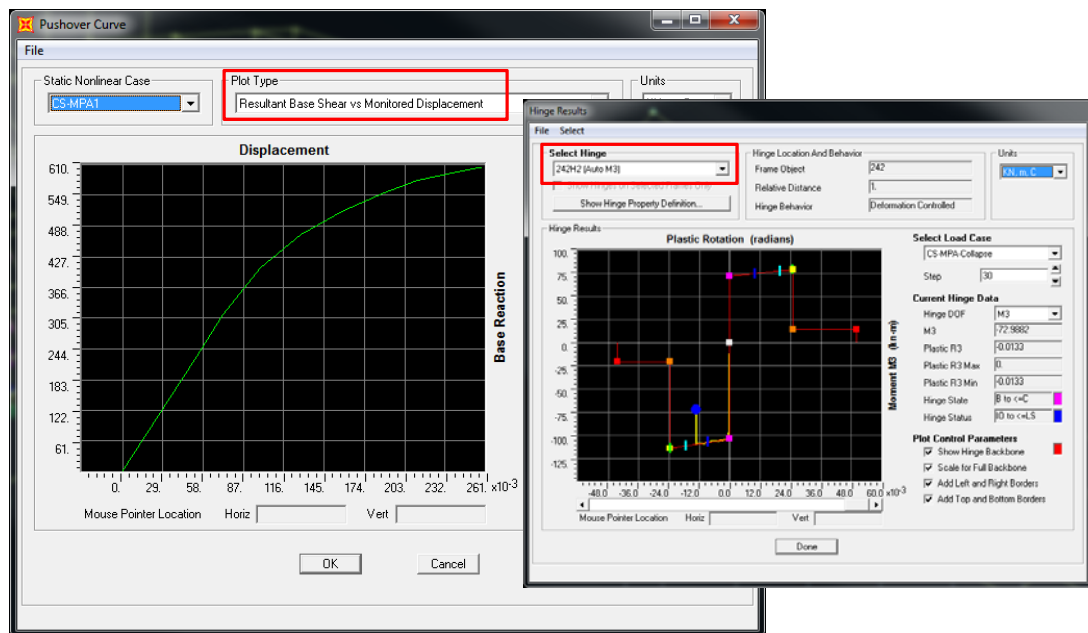 Pushover Curve
File
Static Nonlinear Case
CS-MPA1
Plot Type
Resultant Base Shear vs Monitored Displacement
Units
Displacement
610.
549.
488.
427.
366.
305.
244.
183.
122.
61.
Base Reaction
0. 29. 58. 87. 116. 145. 174. 203. 232. 261. x10-3
Mouse Pointer Location Horiz Vert
OK Cancel
Hinge Results
File Select
Select Hinge
242H2 (Auto M3)
Show Hinges on Selected Frames Only
Show Hinge Property Definition...
Hinge Location And Behavior
Frame Object 242
Relative Distance 1.
Hinge Behavior Deformation Controlled
Units
KN, m, C
Hinge Results
Plastic Rotation (radians)
100.
75.
50.
25.
0.
-25.
-50.
-75.
-100.
-125.
Moment M3 (kn-m)
-48.0 -36.0 -24.0 -12.0 0.0 12.0 24.0 36.0 48.0 60.0 x10-3
Mouse Pointer Location Horiz Vert
Select Load Case
CS-MPA-Collapse
Step 30
Current Hinge Data
Hinge DOF M3
M3 -72.9882
Plastic R3 -0.0133
Plastic R3 Max 0.
Plastic R3 Min -0.0133
Hinge State B to <=C
Hinge Status IO to <=LS
Plot Control Parameters
Show Hinge Backbone
Scale for Full Backbone
Add Left and Right Borders
Add Top and Bottom Borders
Done